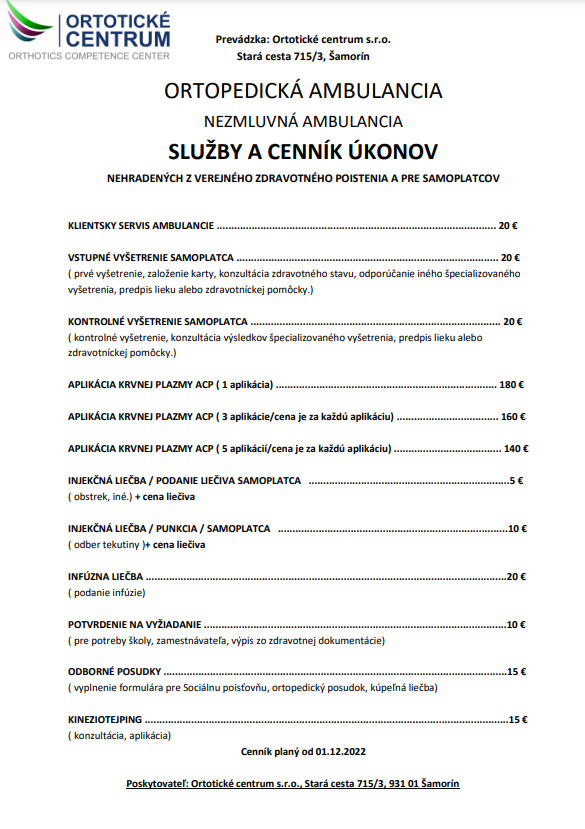 ORTOTICKÉ
CENTRUM
ORTHOTICS COMPETENCE CENTER
Prevádzka: Ortotické centrum s.r.o.
Stará cesta 715/3, Šamorín
ORTOPEDICKÁ AMBULANCIA
NEZMLUVNÁ AMBULANCIA
SLUŽBY A CENNÍK ÚKONOV
NEHRADENÝCH Z VEREJNÉHO ZDRAVOTNÉHO POISTENIA A PRE SAMOPLATCOV
KLIENTSKY SERVIS AMBULANCIE ........................................................................................ 20 €
VSTUPNÉ VYŠETRENIE SAMOPLATCA .................................................................................. 20 €
( prvé vyšetrenie, založenie karty, konzultácia zdravotného stavu, odporúčanie iného špecializovaného
vyšetrenia, predpis lieku alebo zdravotníckej pomôcky.)
KONTROLNÉ VYŠETRENIE SAMOPLATCA ............................................................................... 20 €
( kontrolné vyšetrenie, konzultácia výsledkov špecializovaného vyšetrenia, predpis lieku alebo
zdravotníckej pomôcky.)
APLIKÁCIA KRVNEJ PLAZMY ACP ( 1 aplikácia) ...................................................................... 180 €
APLIKÁCIA KRVNEJ PLAZMY ACP ( 3 aplikácie/cena je za každú aplikáciu) ................................ 160 €
APLIKÁCIA KRVNEJ PLAZMY ACP ( 5 aplikácií/cena je za každú aplikáciu) .................................. 140 €
INJEKČNÁ LIEČBA / PODANIE LIEČIVA SAMOPLATCA ...............................................................5 €
( obstrek, iné.) + cena liečiva
INJEKČNÁ LIEČBA / PUNKCIA / SAMOPLATCA .........................................................................10 €
( odber tekutiny )+ cena liečiva
INFÚZNA LIEČBA ..................................................................................................................20 €
( podanie infúzie)
POTVRDENIE NA VYŽIADANIE ................................................................................................10 €
( pre potreby školy, zamestnávateľa, výpis zo zdravotnej dokumentácie)
ODBORNÉ POSUDKY .............................................................................................................15 €
( vyplnenie formulára pre Sociálnu poisťovňu, ortopedický posudok, kúpeľná liečba)
KINEZIOTEJPING ...................................................................................................................15 €
( konzultácia, aplikácia)
Cenník planý od 01.12.2022
Poskytovateľ: Ortotické centrum s.r.o., Stará cesta 715/3, 931 01 Šamorín